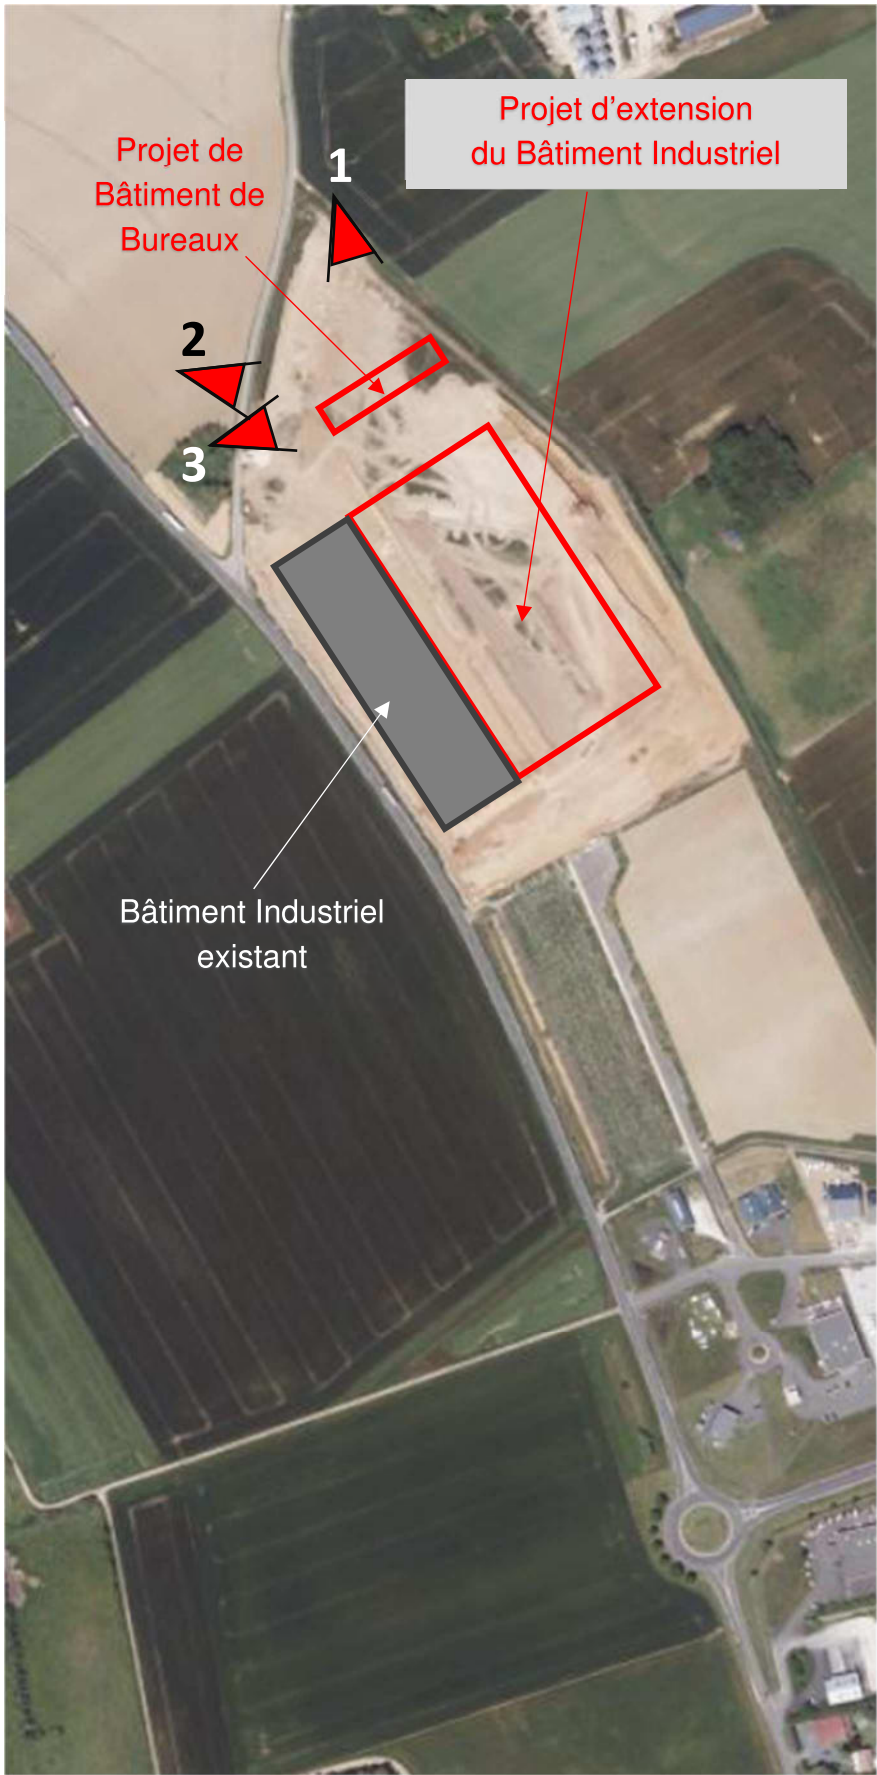 Projet d'extension
du Bâtiment Industriel
Projet de
Bâtiment de
Bureaux
1
2
3
Bâtiment Industriel
existant